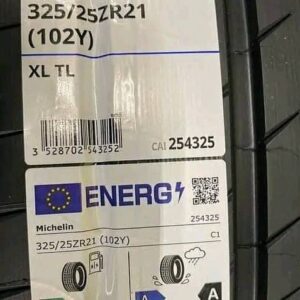 325/25ZR21
(102Y)
XL TL
3 528702 543252
CAI 254325
ENERG
Michelin 254325
325/25ZR21 (102Y) C1
A A